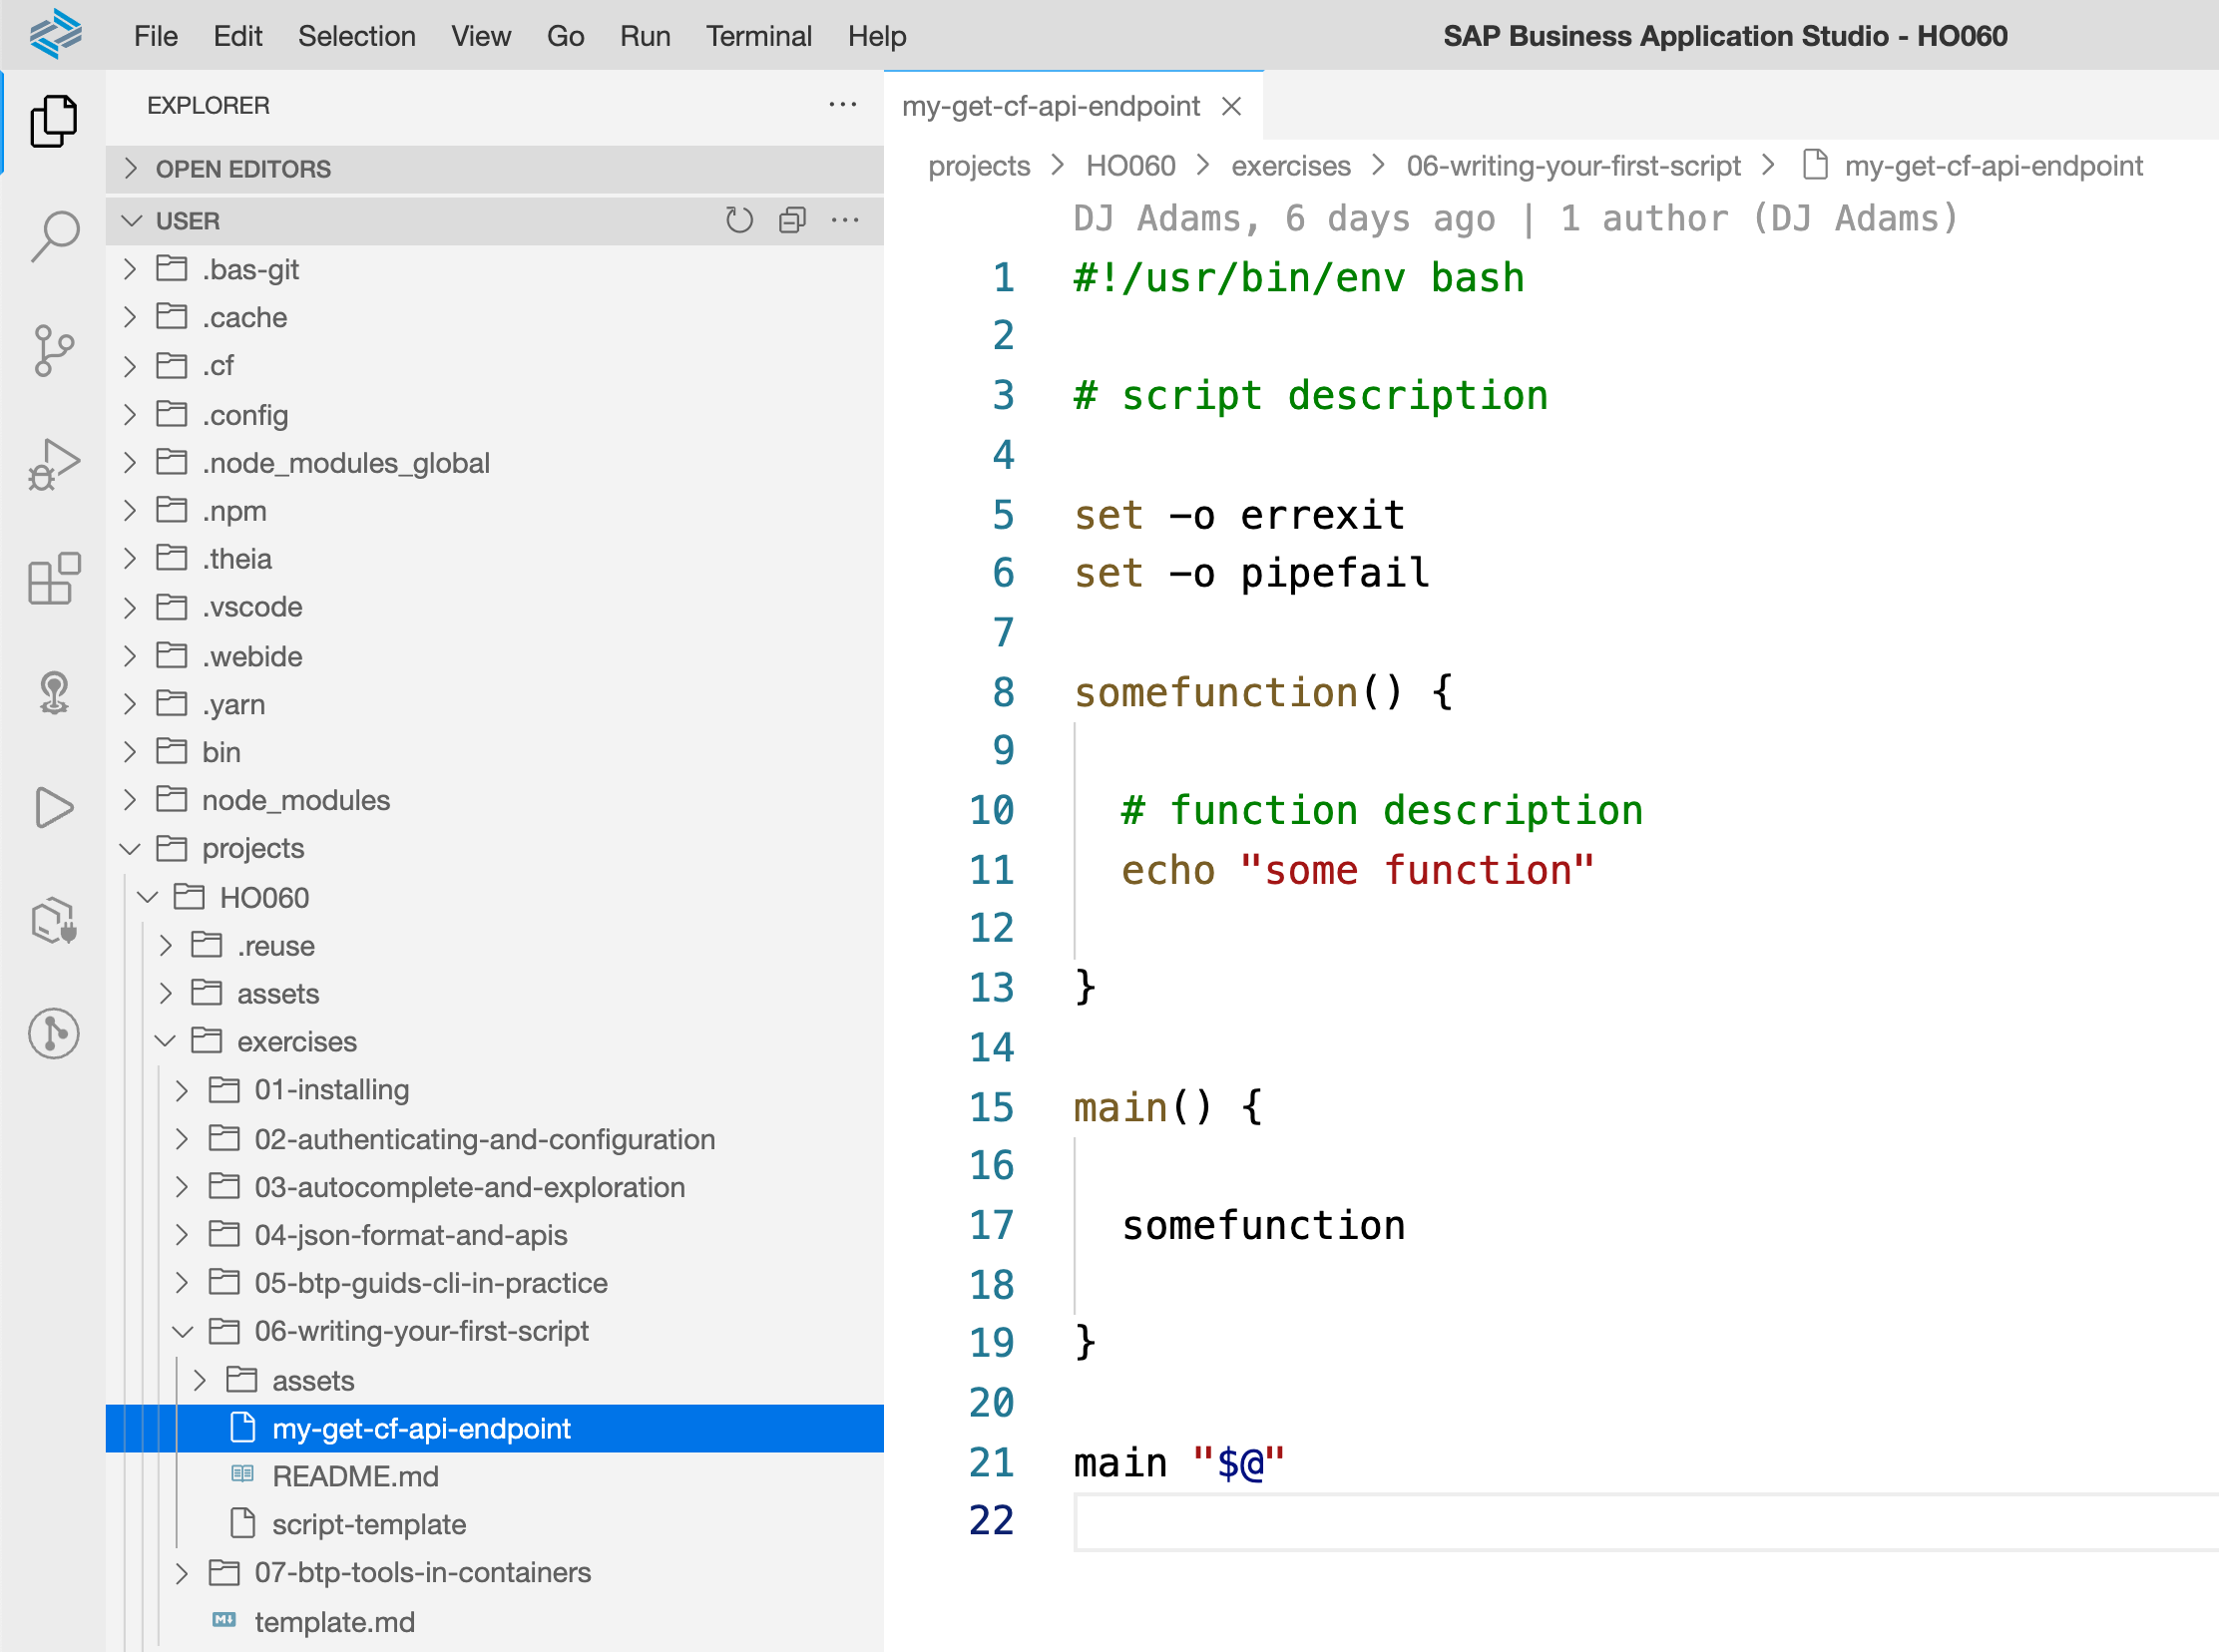 File Edit Selection View Go Run Terminal Help
SAP Business Application Studio - HO060
EXPLORER
OPEN EDITORS
USER
.bas-git
.cache
.cf
.config
.node_modules_global
.npm
.theia
.vscode
.webide
.yarn
bin
node_modules
projects
HO060
.reuse
assets
exercises
01-installing
02-authenticating-and-configuration
03-autocomplete-and-exploration
04-json-format-and-apis
05-btp-guids-cli-in-practice
06-writing-your-first-script
assets
my-get-cf-api-endpoint
README.md
script-template
07-btp-tools-in-containers
template.md
my-get-cf-api-endpoint
projects > HO060 > exercises > 06-writing-your-first-script > my-get-cf-api-endpoint
DJ Adams, 6 days ago | 1 author (DJ Adams)
1 #!/usr/bin/env bash
2
3 # script description
4
5 set -o errexit
6 set -o pipefail
7
8 somefunction() {
9
10 # function description
11 echo "some function"
12
13 }
14
15 main() {
16
17 somefunction
18
19 }
20
21 main "$@"
22